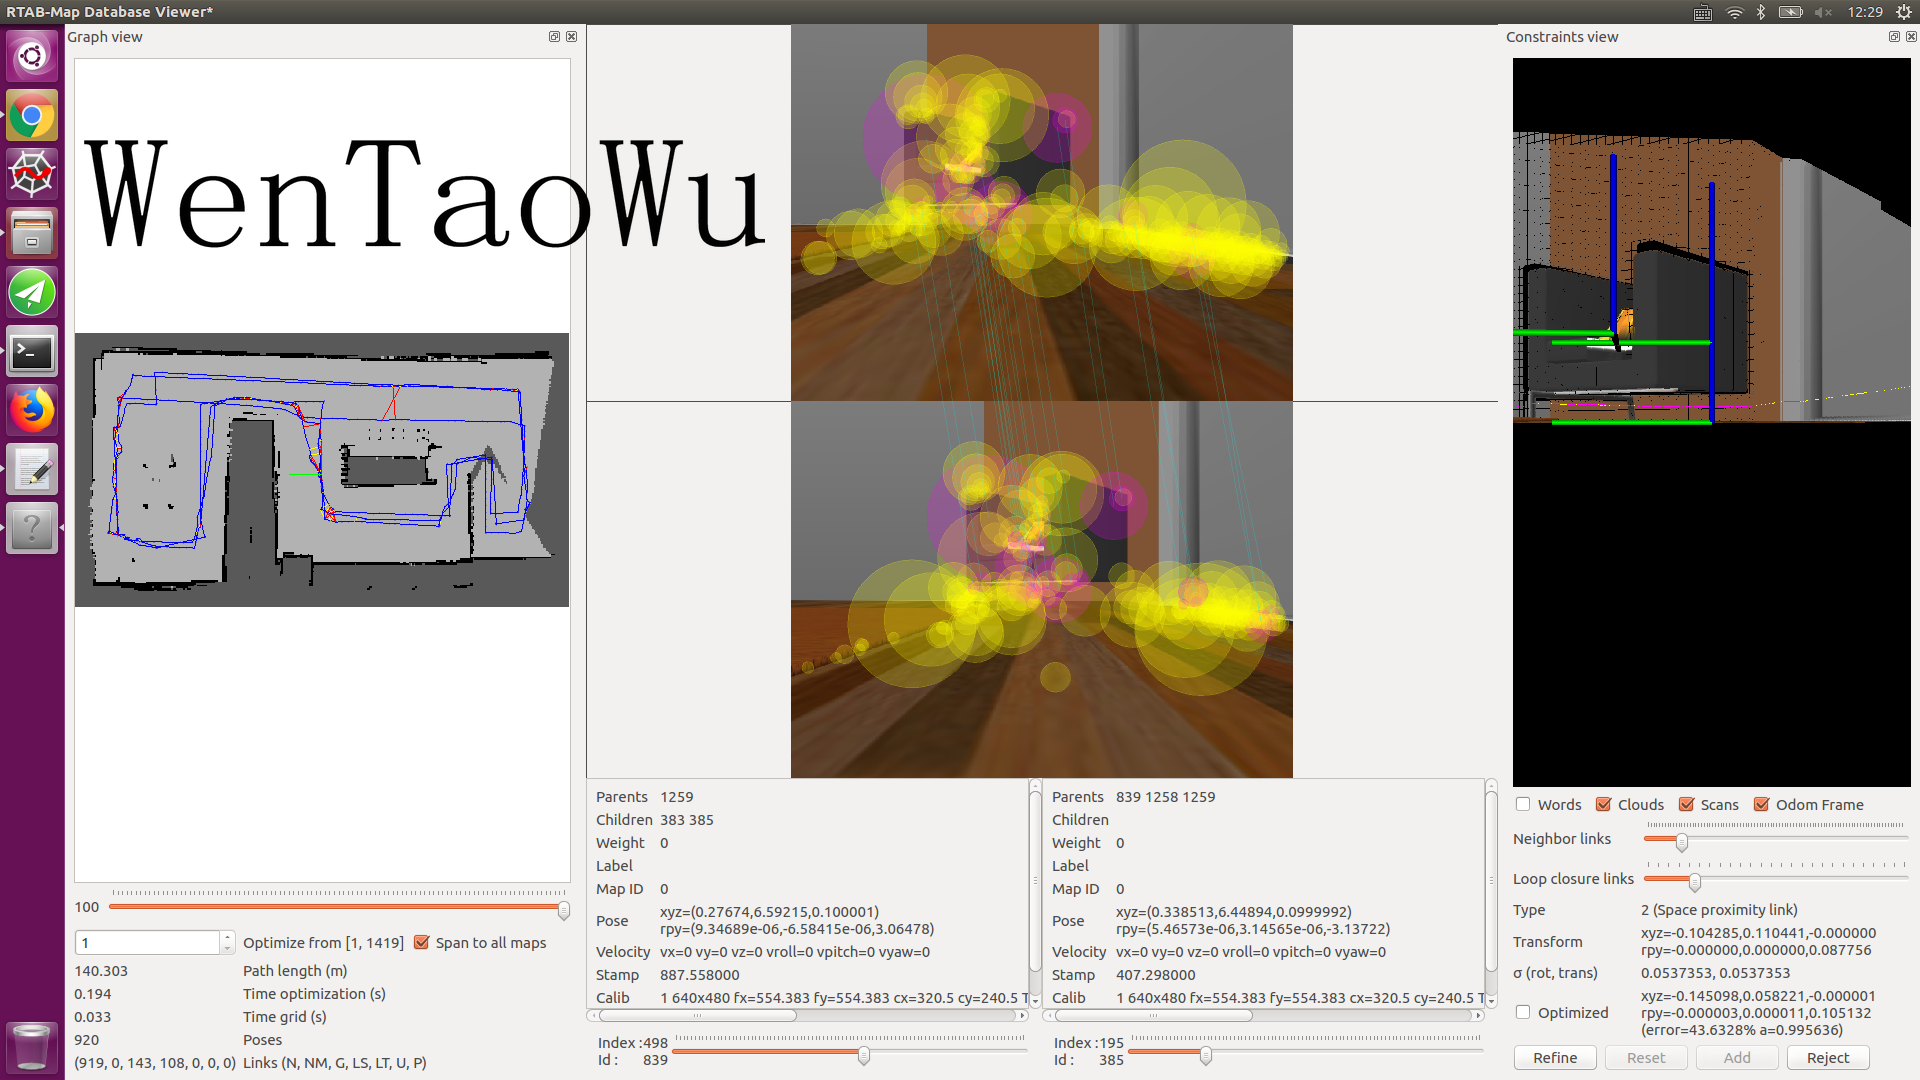 RTAB-Map Database Viewer*
12:29
Graph view
Constraints view
WenTaoWu
100
1
Optimize from [1, 1419]
Span to all maps
140.303 Path length (m)
0.194 Time optimization (s)
0.033 Time grid (s)
920 Poses
(919, 0, 143, 108, 0, 0, 0) Links (N, NM, G, LS, LT, U, P)
Parents 1259
Children 383 385
Weight 0
Label
Map ID 0
Pose xyz=(0.27674,6.59215,0.100001)
rpy=(9.34689e-06,-6.58415e-06,3.06478)
Velocity vx=0 vy=0 vz=0 vroll=0 vpitch=0 vyaw=0
Stamp 887.558000
Calib 1 640x480 fx=554.383 fy=554.383 cx=320.5 cy=240.5 T
Index :498
Id : 839
Parents 839 1258 1259
Children
Weight 0
Label
Map ID 0
Pose xyz=(0.338513,6.44894,0.0999992)
rpy=(5.46573e-06,3.14565e-06,-3.13722)
Velocity vx=0 vy=0 vz=0 vroll=0 vpitch=0 vyaw=0
Stamp 407.298000
Calib 1 640x480 fx=554.383 fy=554.383 cx=320.5 cy=240.5 T
Index :195
Id : 385
Words Clouds Scans Odom Frame
Neighbor links
Loop closure links
Type 2 (Space proximity link)
Transform xyz=-0.104285,0.110441,-0.000000
rpy=-0.000000,0.000000,0.087756
σ (rot, trans) 0.0537353, 0.0537353
Optimized xyz=-0.145098,0.058221,-0.000001
rpy=-0.000003,0.000011,0.105132
(error=43.6328% a=0.995636)
Refine Reset Add Reject